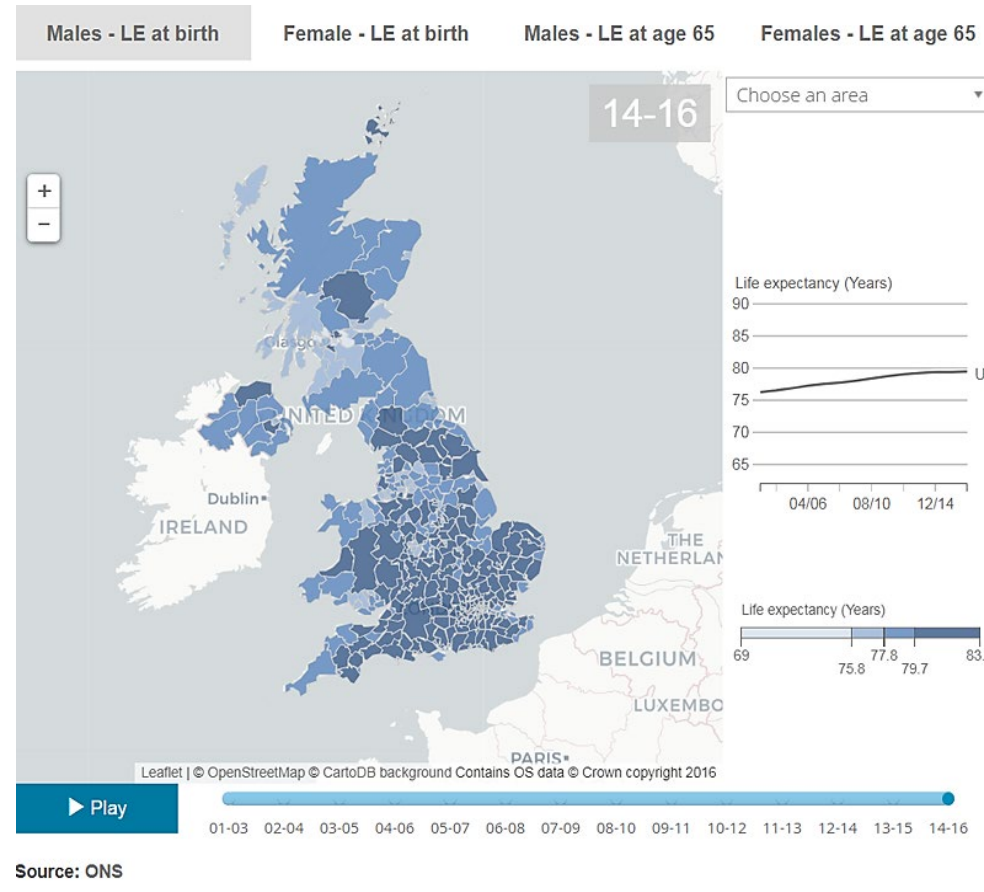 Males - LE at birth
Female - LE at birth
Males - LE at age 65
Females - LE at age 65
14-16
Choose an area
+
−
Glasgo
UNITED KINGDOM
Dublin
IRELAND
THE
NETHERLAN
BELGIUM
LUXEMBO
PARIS
Leaflet | © OpenStreetMap © CartoDB background Contains OS data © Crown copyright 2016
Life expectancy (Years)
90
85
80
U
75
70
65
04/06 08/10 12/14
Life expectancy (Years)
69 75.8 77.8 79.7 83.
Play
01-03 02-04 03-05 04-06 05-07 06-08 07-09 08-10 09-11 10-12 11-13 12-14 13-15 14-16
Source: ONS